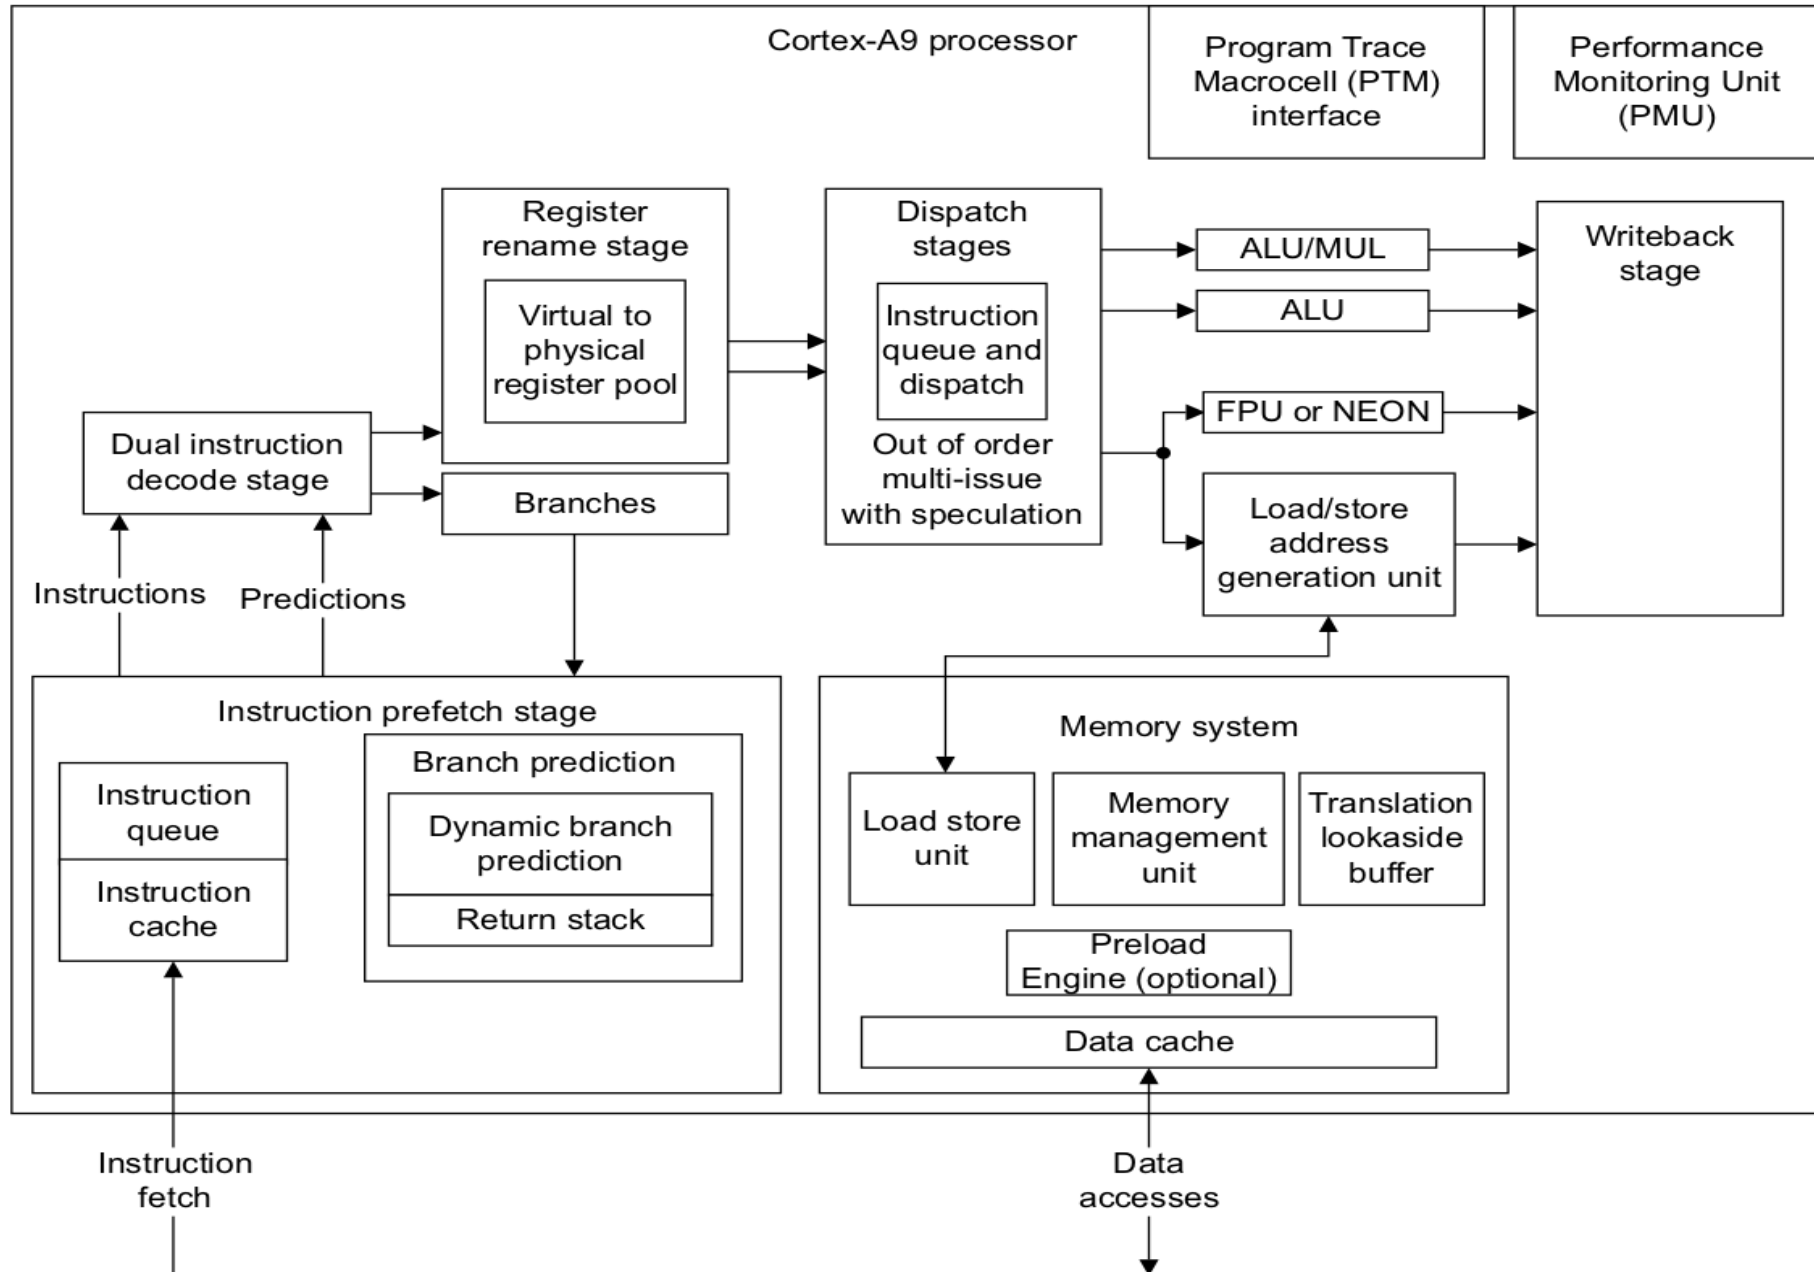 Cortex-A9 processor
Program Trace
Macrocell (PTM)
interface
Performance
Monitoring Unit
(PMU)
Register
rename stage
Virtual to
physical
register pool
Dispatch
stages
Instruction
queue and
dispatch
Out of order
multi-issue
with speculation
ALU/MUL
ALU
FPU or NEON
Load/store
address
generation unit
Writeback
stage
Dual instruction
decode stage
Branches
Instructions
Predictions
Instruction prefetch stage
Instruction
queue
Instruction
cache
Branch prediction
Dynamic branch
prediction
Return stack
Memory system
Load store
unit
Memory
management
unit
Translation
lookaside
buffer
Preload
Engine (optional)
Data cache
Instruction
fetch
Data
accesses